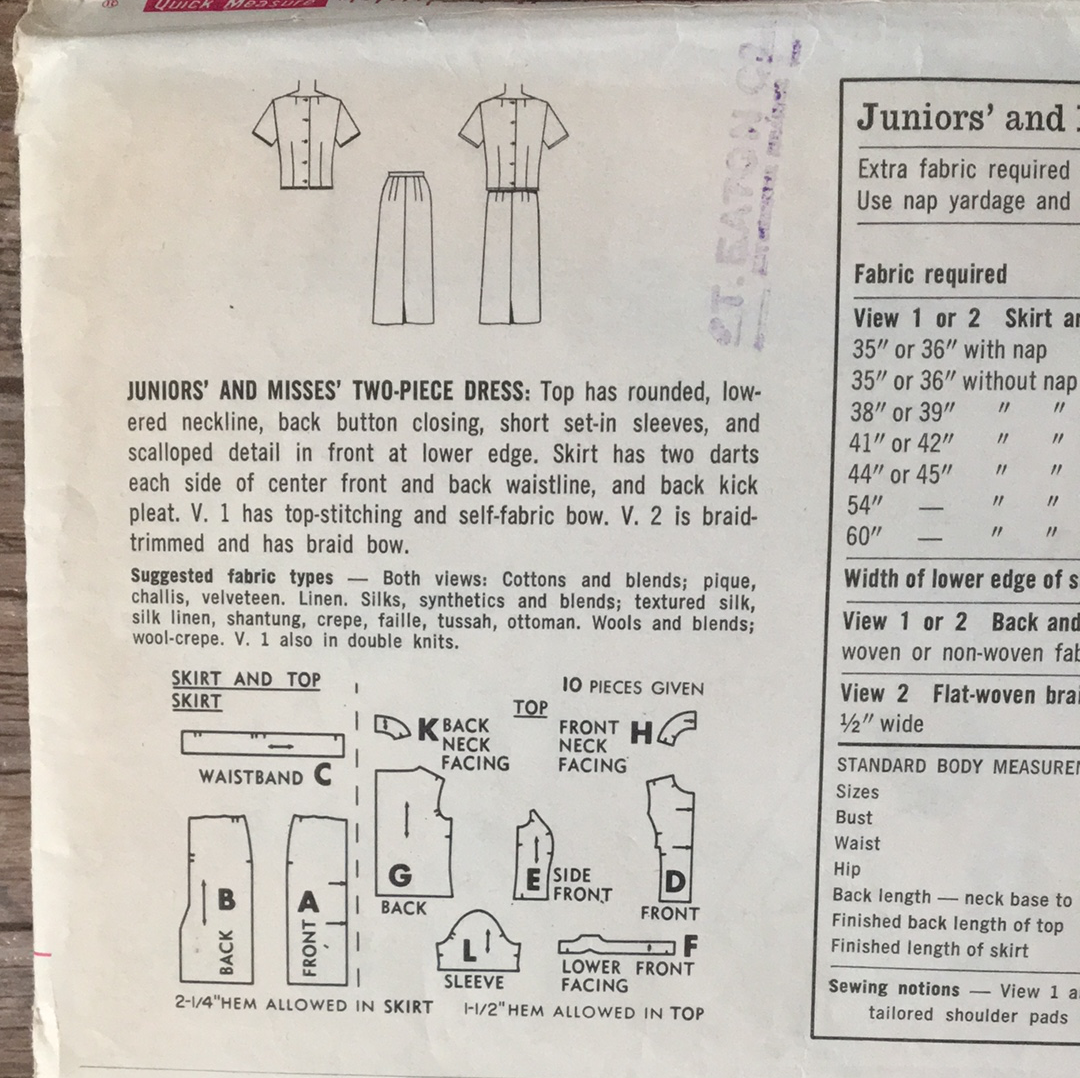 Quick Measure
T. EATON CO
JUNIORS' AND MISSES' TWO-PIECE DRESS: Top has rounded, low-
ered neckline, back button closing, short set-in sleeves, and
scalloped detail in front at lower edge. Skirt has two darts
each side of center front and back waistline, and back kick
pleat. V. 1 has top-stitching and self-fabric bow. V. 2 is braid-
trimmed and has braid bow.
Suggested fabric types — Both views: Cottons and blends; pique,
challis, velveteen. Linen. Silks, synthetics and blends; textured silk,
silk linen, shantung, crepe, faille, tussah, ottoman. Wools and blends;
wool-crepe. V. 1 also in double knits.
SKIRT AND TOP
SKIRT
10 PIECES GIVEN
TOP
WAISTBAND C
K BACK
NECK
FACING
FRONT H
NECK
FACING
B
BACK
A
FRONT
G
BACK
E SIDE
FRONT
D
FRONT
L
SLEEVE
F
LOWER FRONT
FACING
2-1/4"HEM ALLOWED IN SKIRT
1-1/2"HEM ALLOWED IN TOP
Juniors' and
Extra fabric required
Use nap yardage and
Fabric required
View 1 or 2 Skirt
35" or 36" with nap
35" or 36" without nap
38" or 39" " "
41" or 42" " "
44" or 45" " "
54" — " "
60" — " "
Width of lower edge of
View 1 or 2 Back and
woven or non-woven
View 2 Flat-woven
½" wide
STANDARD BODY
Sizes
Bust
Waist
Hip
Back length — neck base to
Finished back length of top
Finished length of skirt
Sewing notions — View 1
tailored shoulder pads